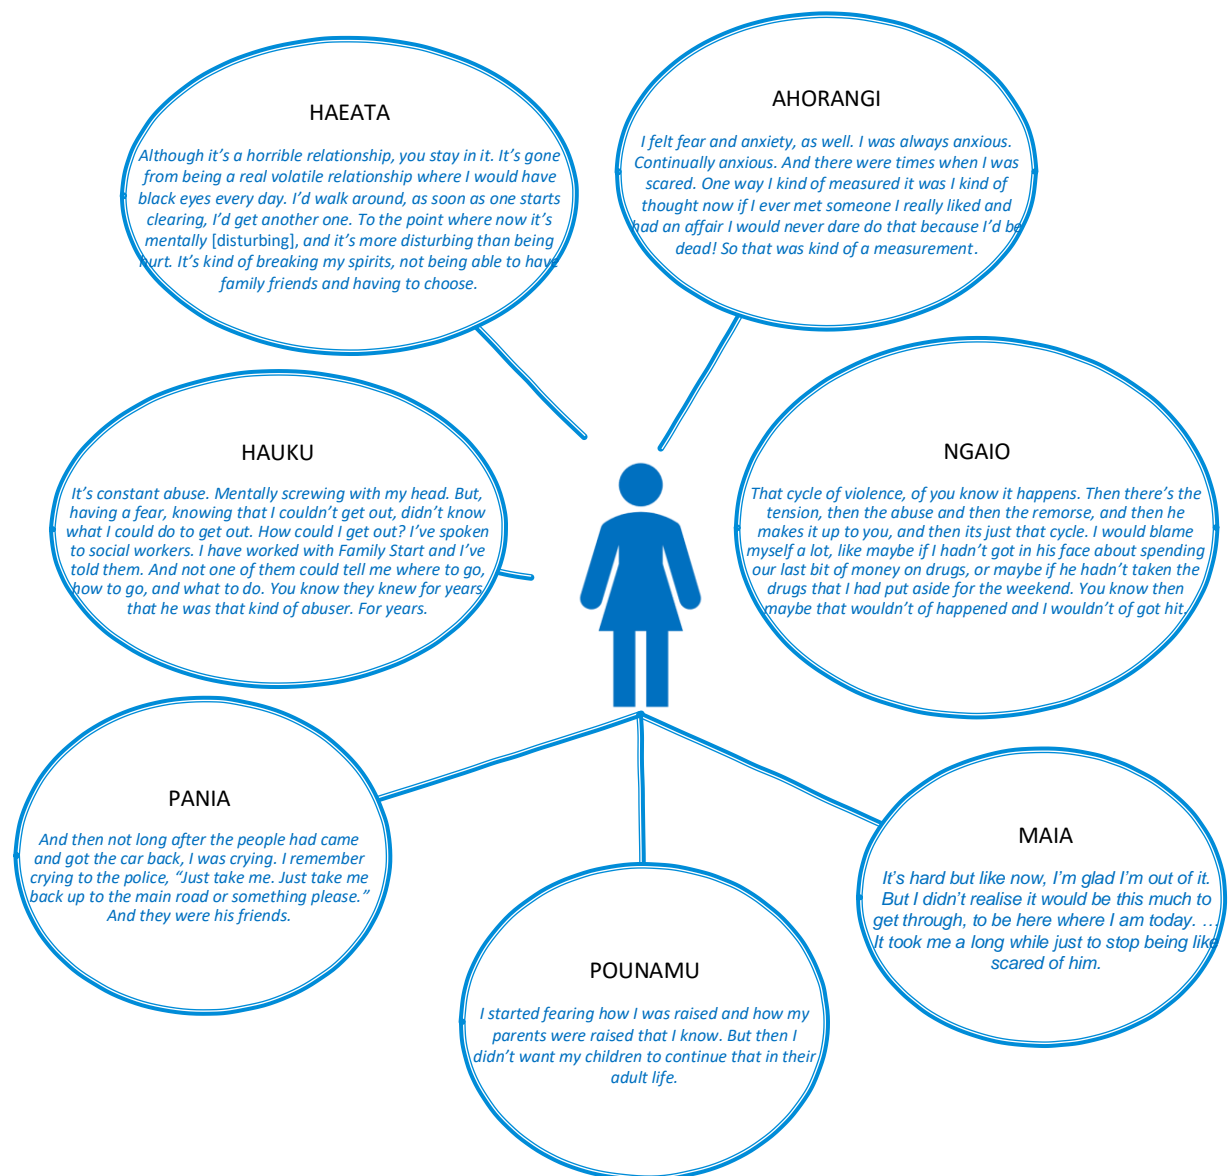 HAEATA
Although it’s a horrible relationship, you stay in it. It’s gone
from being a real volatile relationship where I would have
black eyes every day. I’d walk around, as soon as one starts
clearing, I’d get another one. To the point where now it’s
mentally [disturbing], and it’s more disturbing than being
hurt. It’s kind of breaking my spirits, not being able to have
family friends and having to choose.
AHORANGI
I felt fear and anxiety, as well. I was always anxious.
Continually anxious. And there were times when I was
scared. One way I kind of measured it was I kind of
thought now if I ever met someone I really liked and
had an affair I would never dare do that because I’d be
dead! So that was kind of a measurement.
HAUKU
It’s constant abuse. Mentally screwing with my head. But,
having a fear, knowing that I couldn’t get out, didn’t know
what I could do to get out. How could I get out? I’ve spoken
to social workers. I have worked with Family Start and I’ve
told them. And not one of them could tell me where to go,
how to go, and what to do. You know they knew for years
that he was that kind of abuser. For years.
NGAIO
That cycle of violence, of you know it happens. Then there’s the
tension, then the abuse and then the remorse, and then he
makes it up to you, and then its just that cycle. I would blame
myself a lot, like maybe if I hadn’t got in his face about spending
our last bit of money on drugs, or maybe if he hadn’t taken the
drugs that I had put aside for the weekend. You know then
maybe that wouldn’t of happened and I wouldn’t of got hit.
PANIA
And then not long after the people had came
and got the car back, I was crying. I remember
crying to the police, “Just take me. Just take me
back up to the main road or something please.”
And they were his friends.
POUNAMU
I started fearing how I was raised and how my
parents were raised that I know. But then I
didn’t want my children to continue that in their
adult life.
MAIA
It’s hard but like now, I’m glad I’m out of it.
But I didn’t realise it would be this much to
get through, to be here where I am today. …
It took me a long while just to stop being like
scared of him.